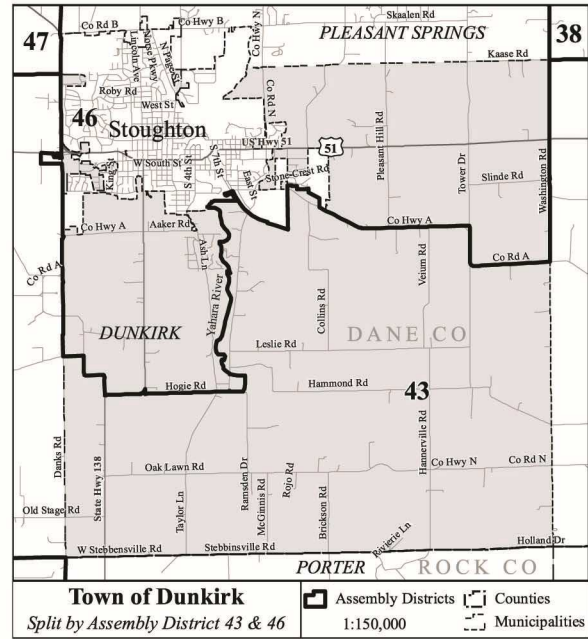 Co Rd B
Co Hwy B
Skaalen Rd
47
Lincoln Ave
Norse Pkwy
N Page St
Co Hwy N
PLEASANT SPRINGS
38
Kaase Rd
Roby Rd
Co Rd N
West St
46
Stoughton
US Hwy 51
51
Pleasant Hill Rd
Tower Dr
Washington Rd
King St
W South St
S 4th St
S 7th St
East St
Stone-Crest Rd
Slinde Rd
Co Hwy A
Aaker Rd
Co Hwy A
Co Rd A
Ash Ln
Yahara River
Co Rd A
Collins Rd
Veium Rd
DUNKIRK
DANE CO
Leslie Rd
Hogie Rd
Hammond Rd
43
Danks Rd
State Hwy 138
Oak Lawn Rd
Ramsden Dr
McGinnis Rd
Rojo Rd
Brickson Rd
Hannerville Rd
Co Hwy N
Co Rd N
Taylor Ln
Old Stage Rd
W Stebbensville Rd
Stebbinsville Rd
Rivierie Ln
Holland Dr
PORTER
ROCK CO
Town of Dunkirk
Split by Assembly District 43 & 46
Assembly Districts
Counties
1:150,000
Municipalities